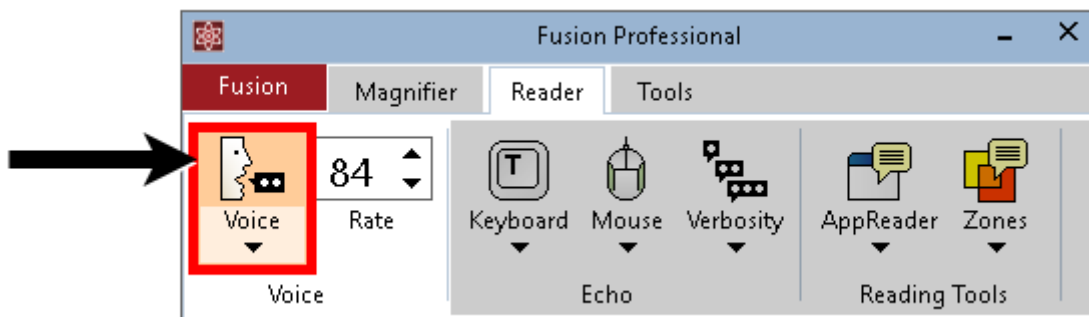 Fusion Professional
Fusion Magnifier Reader Tools
84
T
Voice Rate Keyboard Mouse Verbosity AppReader Zones
Voice Echo Reading Tools